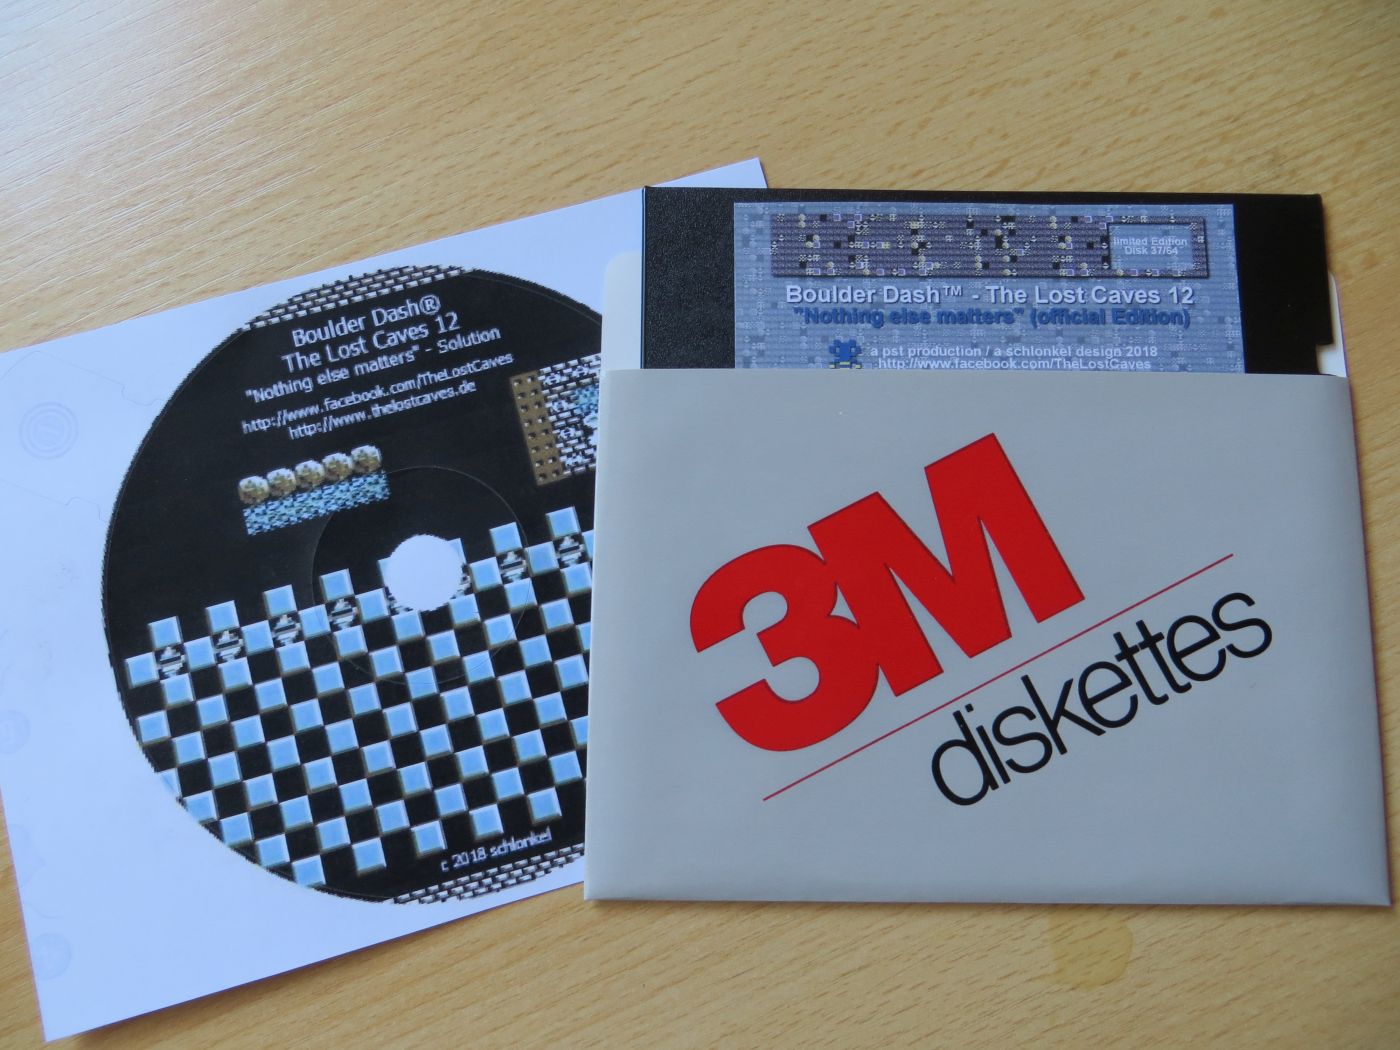 Boulder Dash®
The Lost Caves 12
"Nothing else matters" - Solution
http://www.facebook.com/TheLostCaves
http://www.thelostcaves.de
c 2018 schlonkel
limited Edition
Disk 37/64
Boulder Dash™ - The Lost Caves 12
"Nothing else matters" (official Edition)
a pst production / a schlonkel design 2018
http://www.facebook.com/TheLostCaves
3M
diskettes